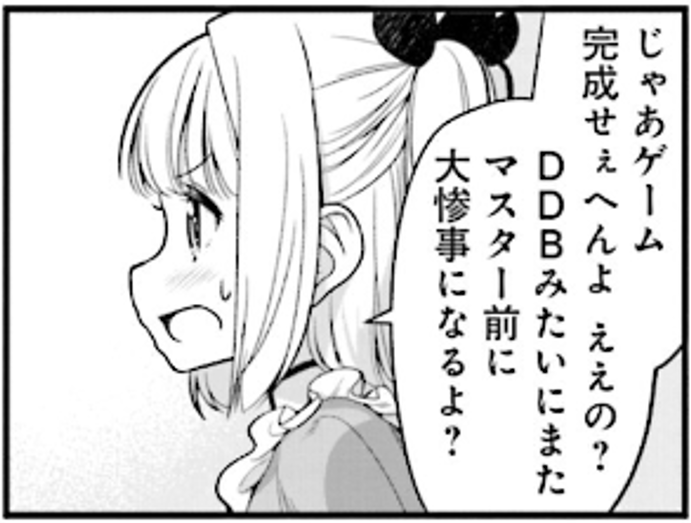 じゃあゲーム
完成せぇへんよ ええの？
ＤＤＢみたいにまた
マスター前に
大惨事になるよ？